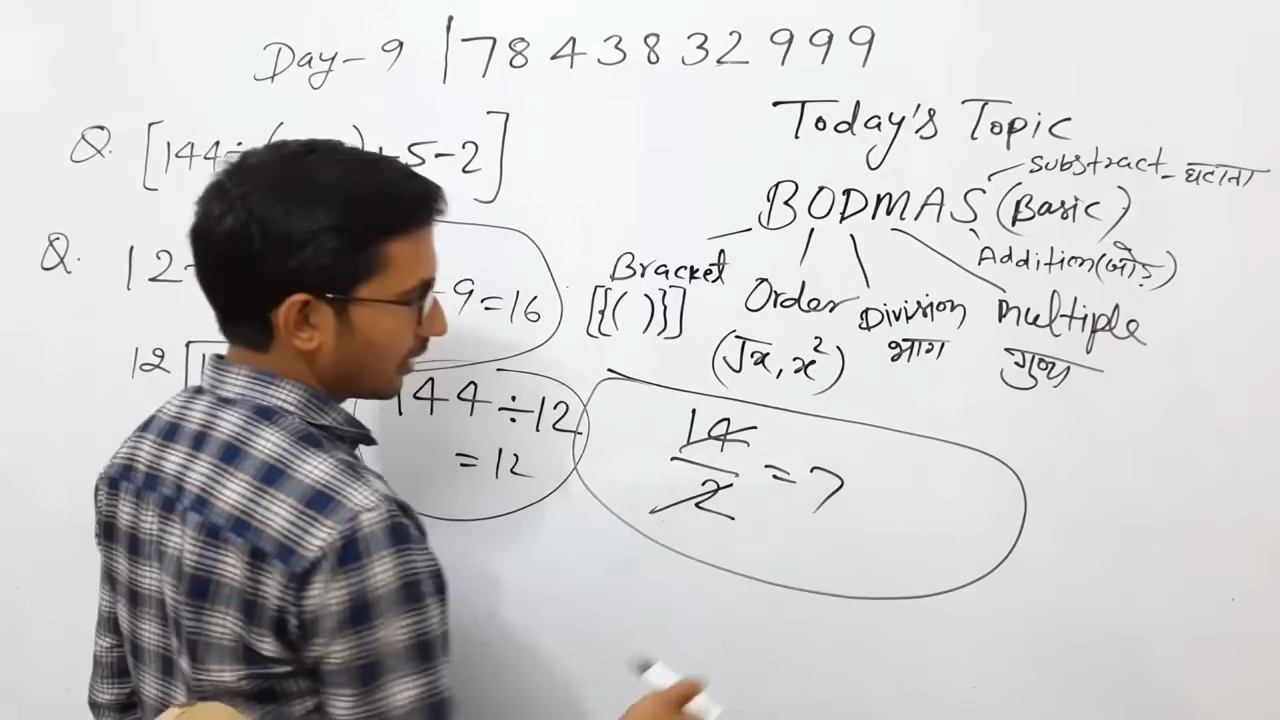 Day-9 | 7843832999
Q. [144÷( ) +5-2]
Q. 12
-9=16
12
144÷12
=12
Today's Topic
BODMAS (Basic)
Substract-घटाना
Addition(जोड़)
Bracket
[{( )}]
Order
(√x, x²)
Division
भाग
multiple
गुणा
14
2
=7